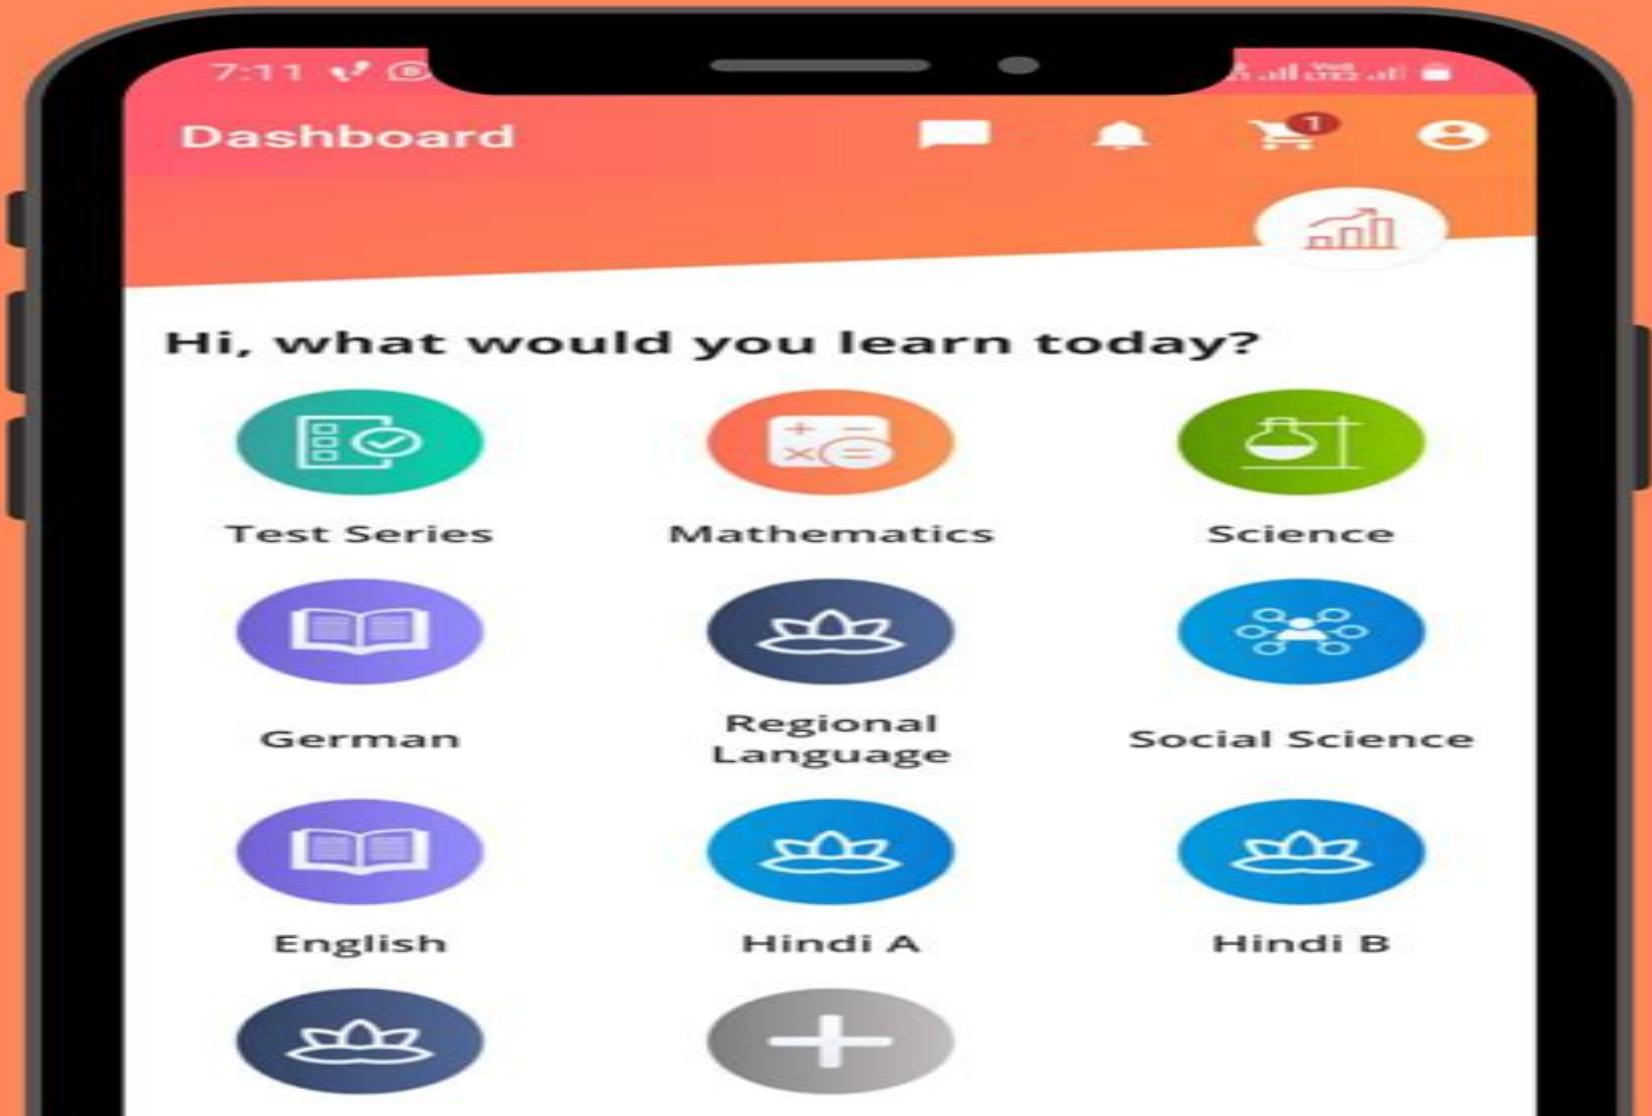 7:11
Dashboard
1
Hi, what would you learn today?
Test Series
Mathematics
Science
German
Regional
Language
Social Science
English
Hindi A
Hindi B